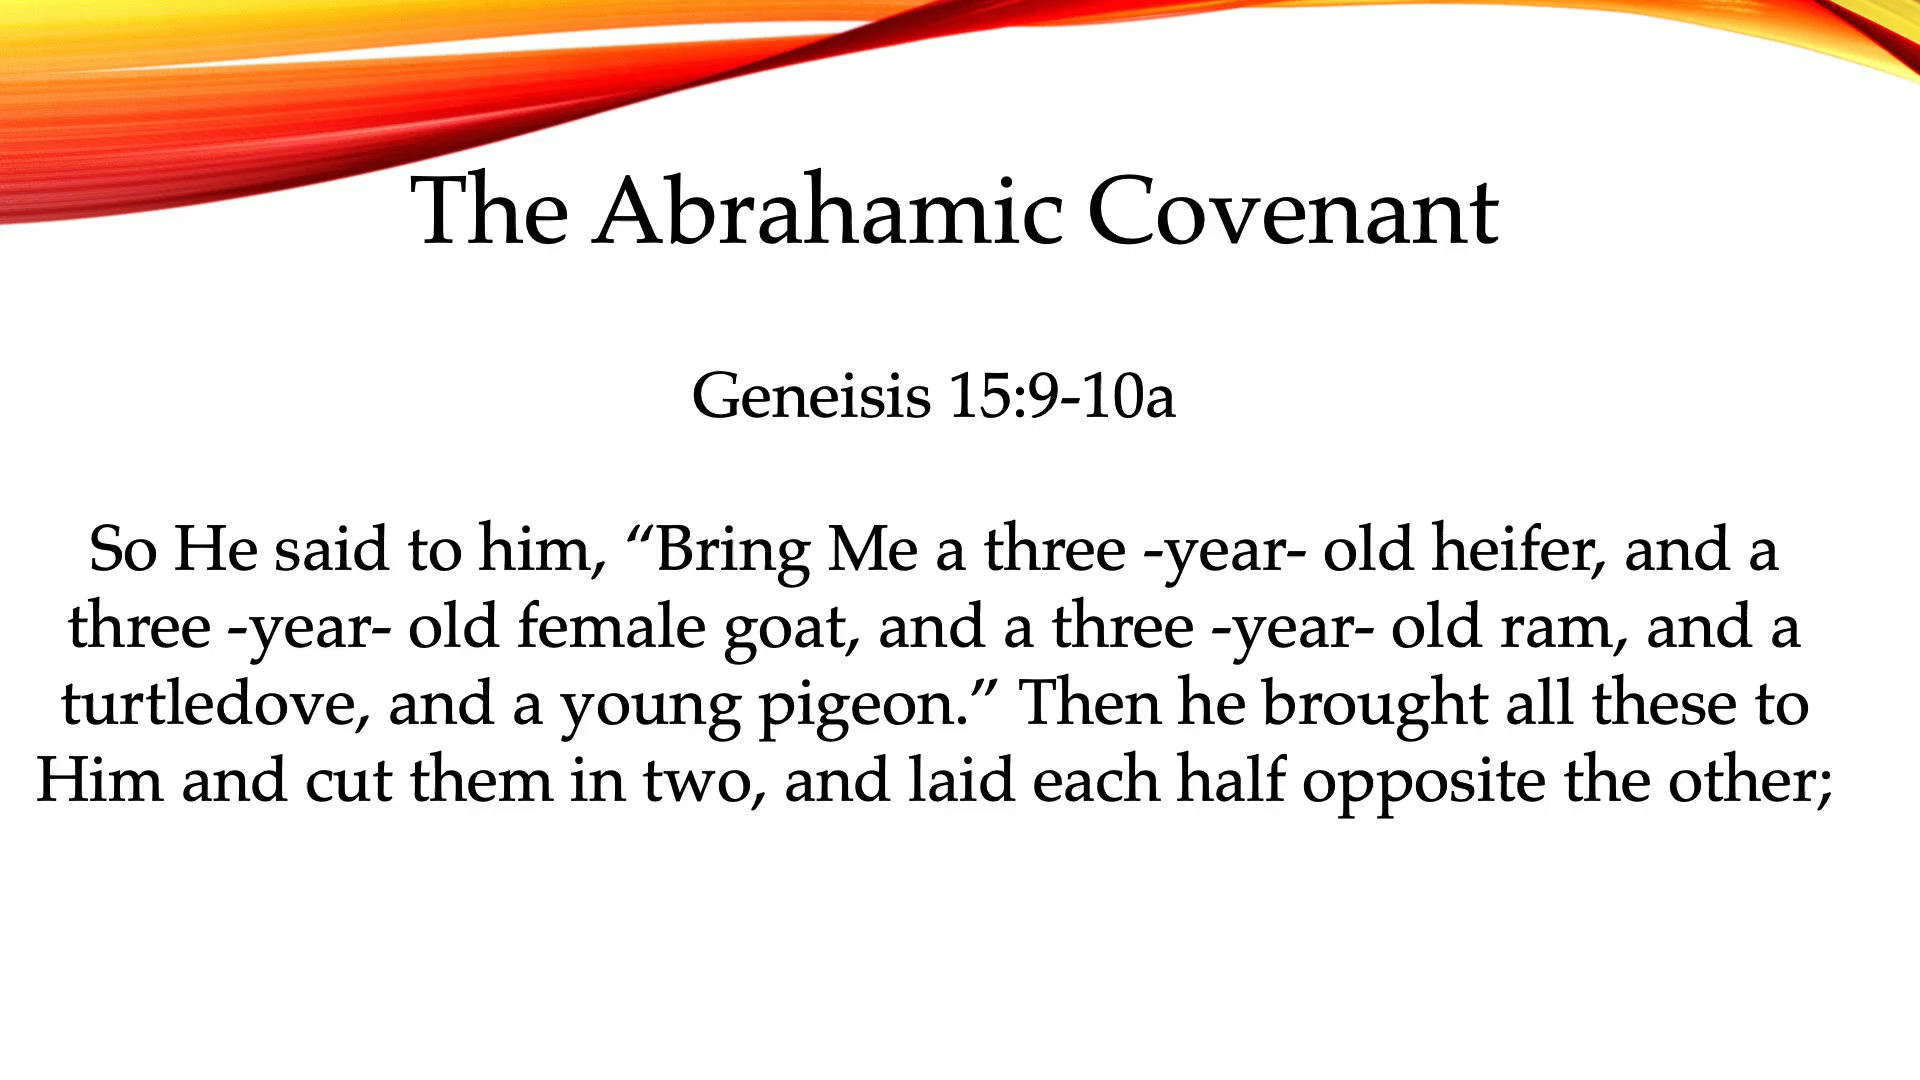 The Abrahamic Covenant
Geneisis 15:9-10a
So He said to him, “Bring Me a three -year- old heifer, and a
three -year- old female goat, and a three -year- old ram, and a
turtledove, and a young pigeon.” Then he brought all these to
Him and cut them in two, and laid each half opposite the other;